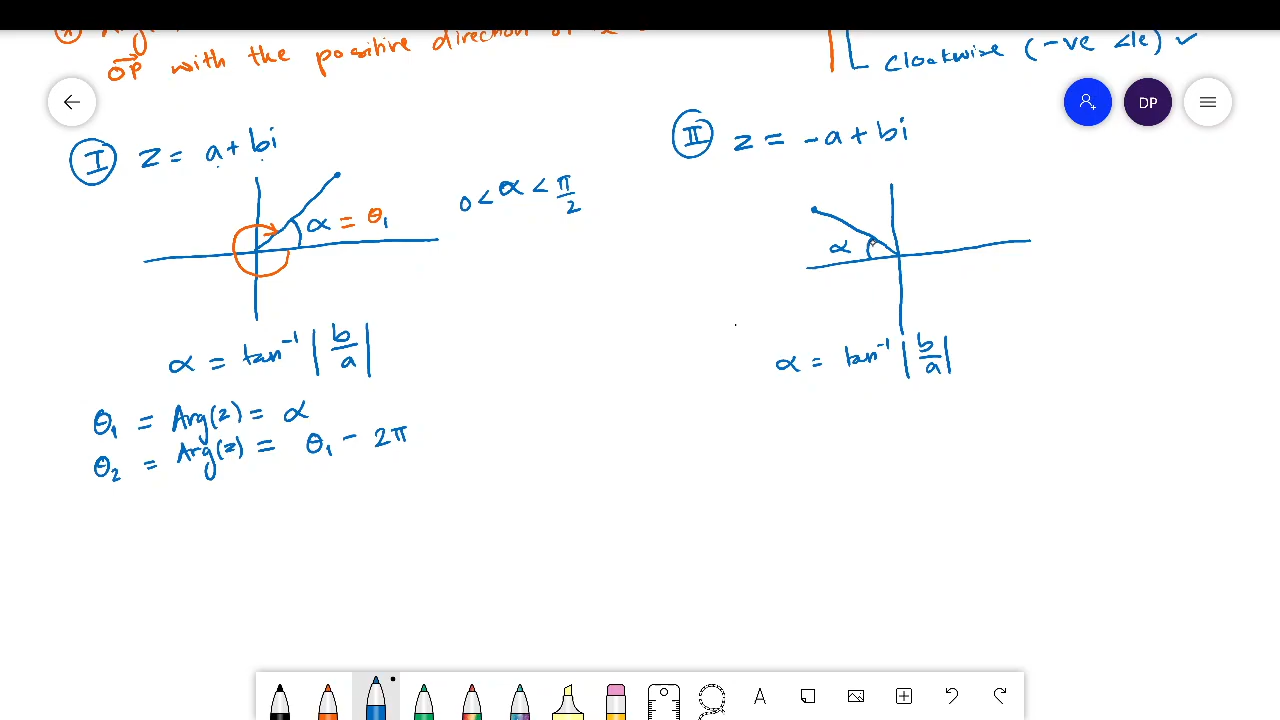 OP with the positive direction of
clockwise (-ve <le) ✓
DP
I z = a + bi
α = θ₁
0 < α < π/2
α = tan⁻¹ |b/a|
θ₁ = Arg(z) = α
θ₂ = Arg(z) = θ₁ - 2π
II z = -a + bi
α
α = tan⁻¹ |b/a|
A